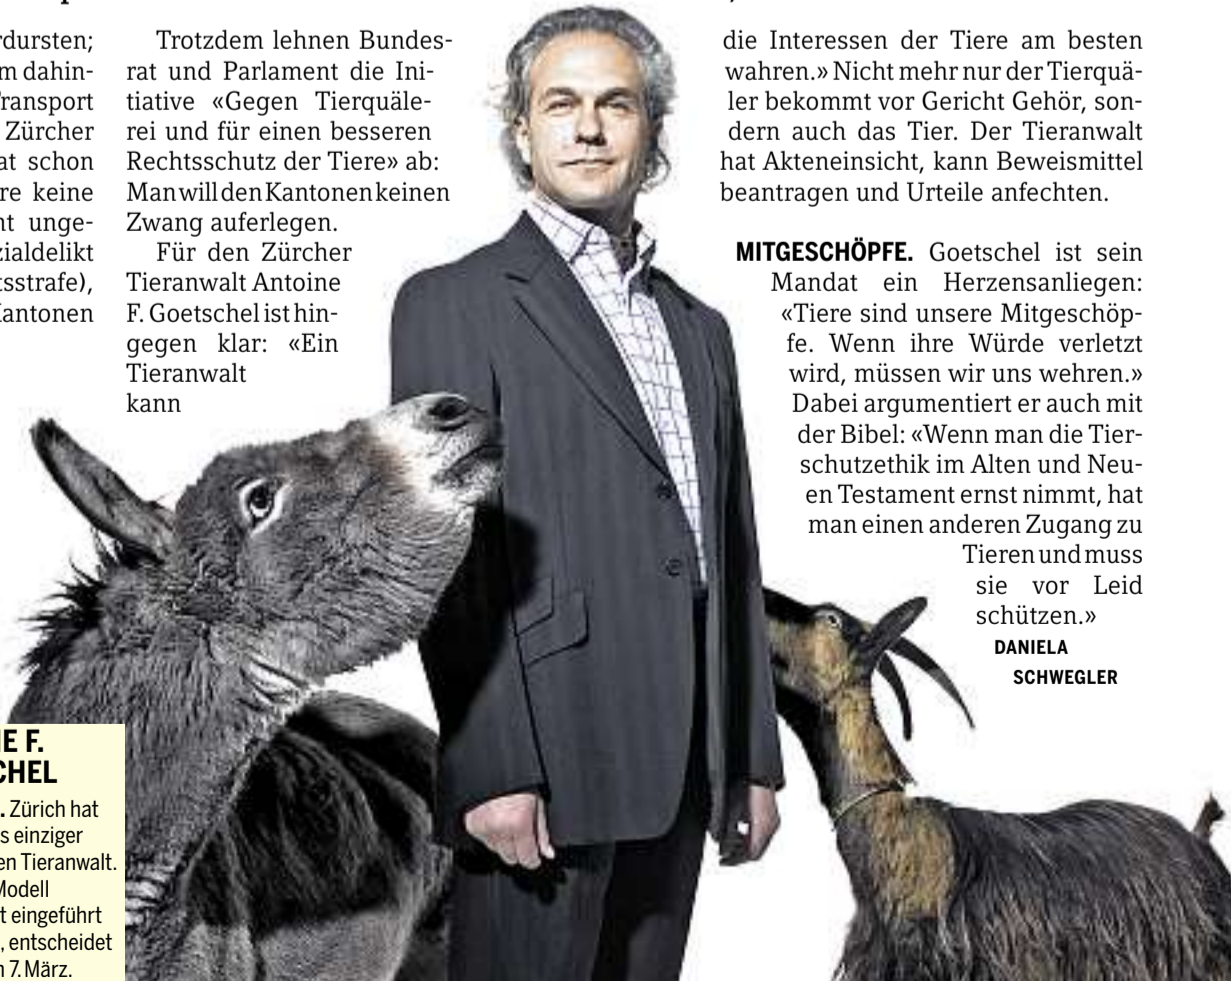 rdursten;
m dahin-
ransport
Zürcher
at schon
re keine
nt unge-
zialdelikt
tsstrafe),
antonen
Trotzdem lehnen Bundes-
rat und Parlament die Ini-
tiative «Gegen Tierquäle-
rei und für einen besseren
Rechtsschutz der Tiere» ab:
Man will den Kantonen keinen
Zwang auferlegen.
Für den Zürcher
Tieranwalt Antoine
F. Goetschel ist hin-
gegen klar: «Ein
Tieranwalt
kann
die Interessen der Tiere am besten
wahren.» Nicht mehr nur der Tierquä-
ler bekommt vor Gericht Gehör, son-
dern auch das Tier. Der Tieranwalt
hat Akteneinsicht, kann Beweismittel
beantragen und Urteile anfechten.
MITGESCHÖPFE. Goetschel ist sein
Mandat ein Herzensanliegen:
«Tiere sind unsere Mitgeschöp-
fe. Wenn ihre Würde verletzt
wird, müssen wir uns wehren.»
Dabei argumentiert er auch mit
der Bibel: «Wenn man die Tier-
schutzethik im Alten und Neu-
en Testament ernst nimmt, hat
man einen anderen Zugang zu
Tieren und muss
sie vor Leid
schützen.»
DANIELA
SCHWEGLER
E F.
CHEL
. Zürich hat
s einziger
en Tieranwalt.
Modell
t eingeführt
, entscheidet
7. März.